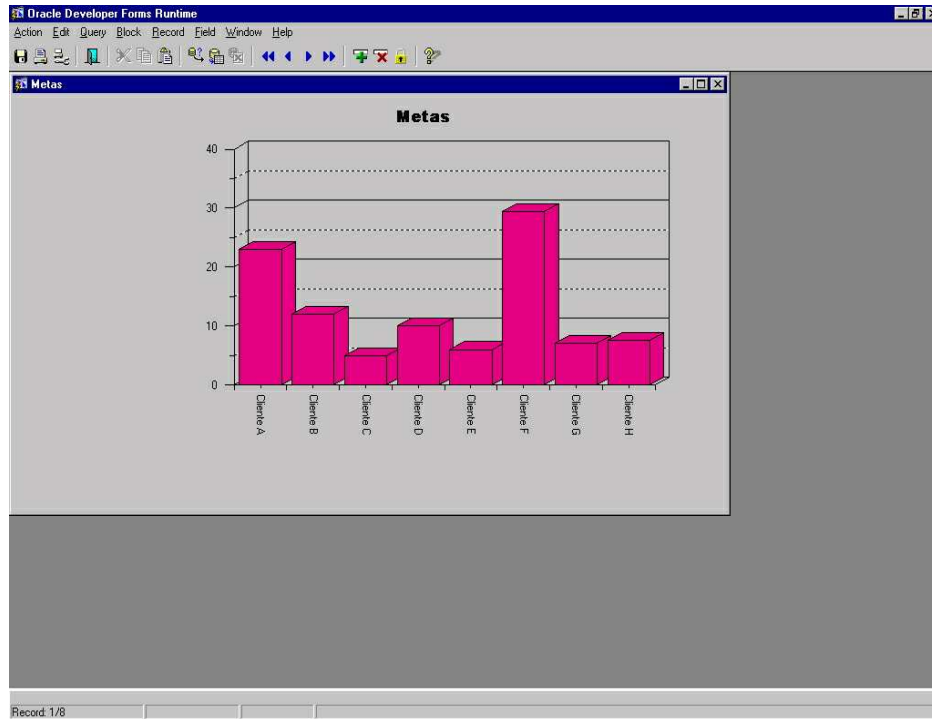 Oracle Developer Forms Runtime
Action Edit Query Block Record Field Window Help
Metas
Metas
40
30
20
10
0
Cliente A
Cliente B
Cliente C
Cliente D
Cliente E
Cliente F
Cliente G
Cliente H
Record: 1/8